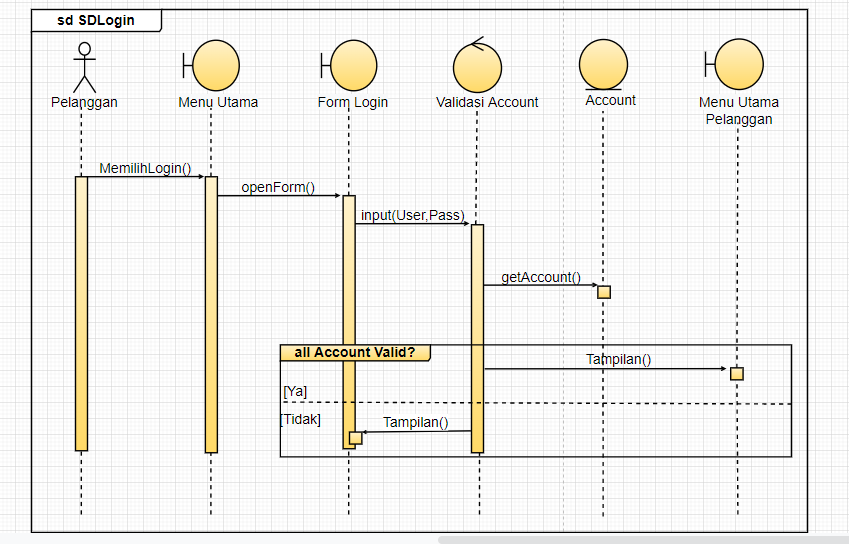 sd SDLogin
Pelanggan
Menu Utama
Form Login
Validasi Account
Account
Menu Utama
Pelanggan
MemilihLogin()
openForm()
input(User,Pass)
getAccount()
all Account Valid?
Tampilan()
[Ya]
[Tidak]
Tampilan()